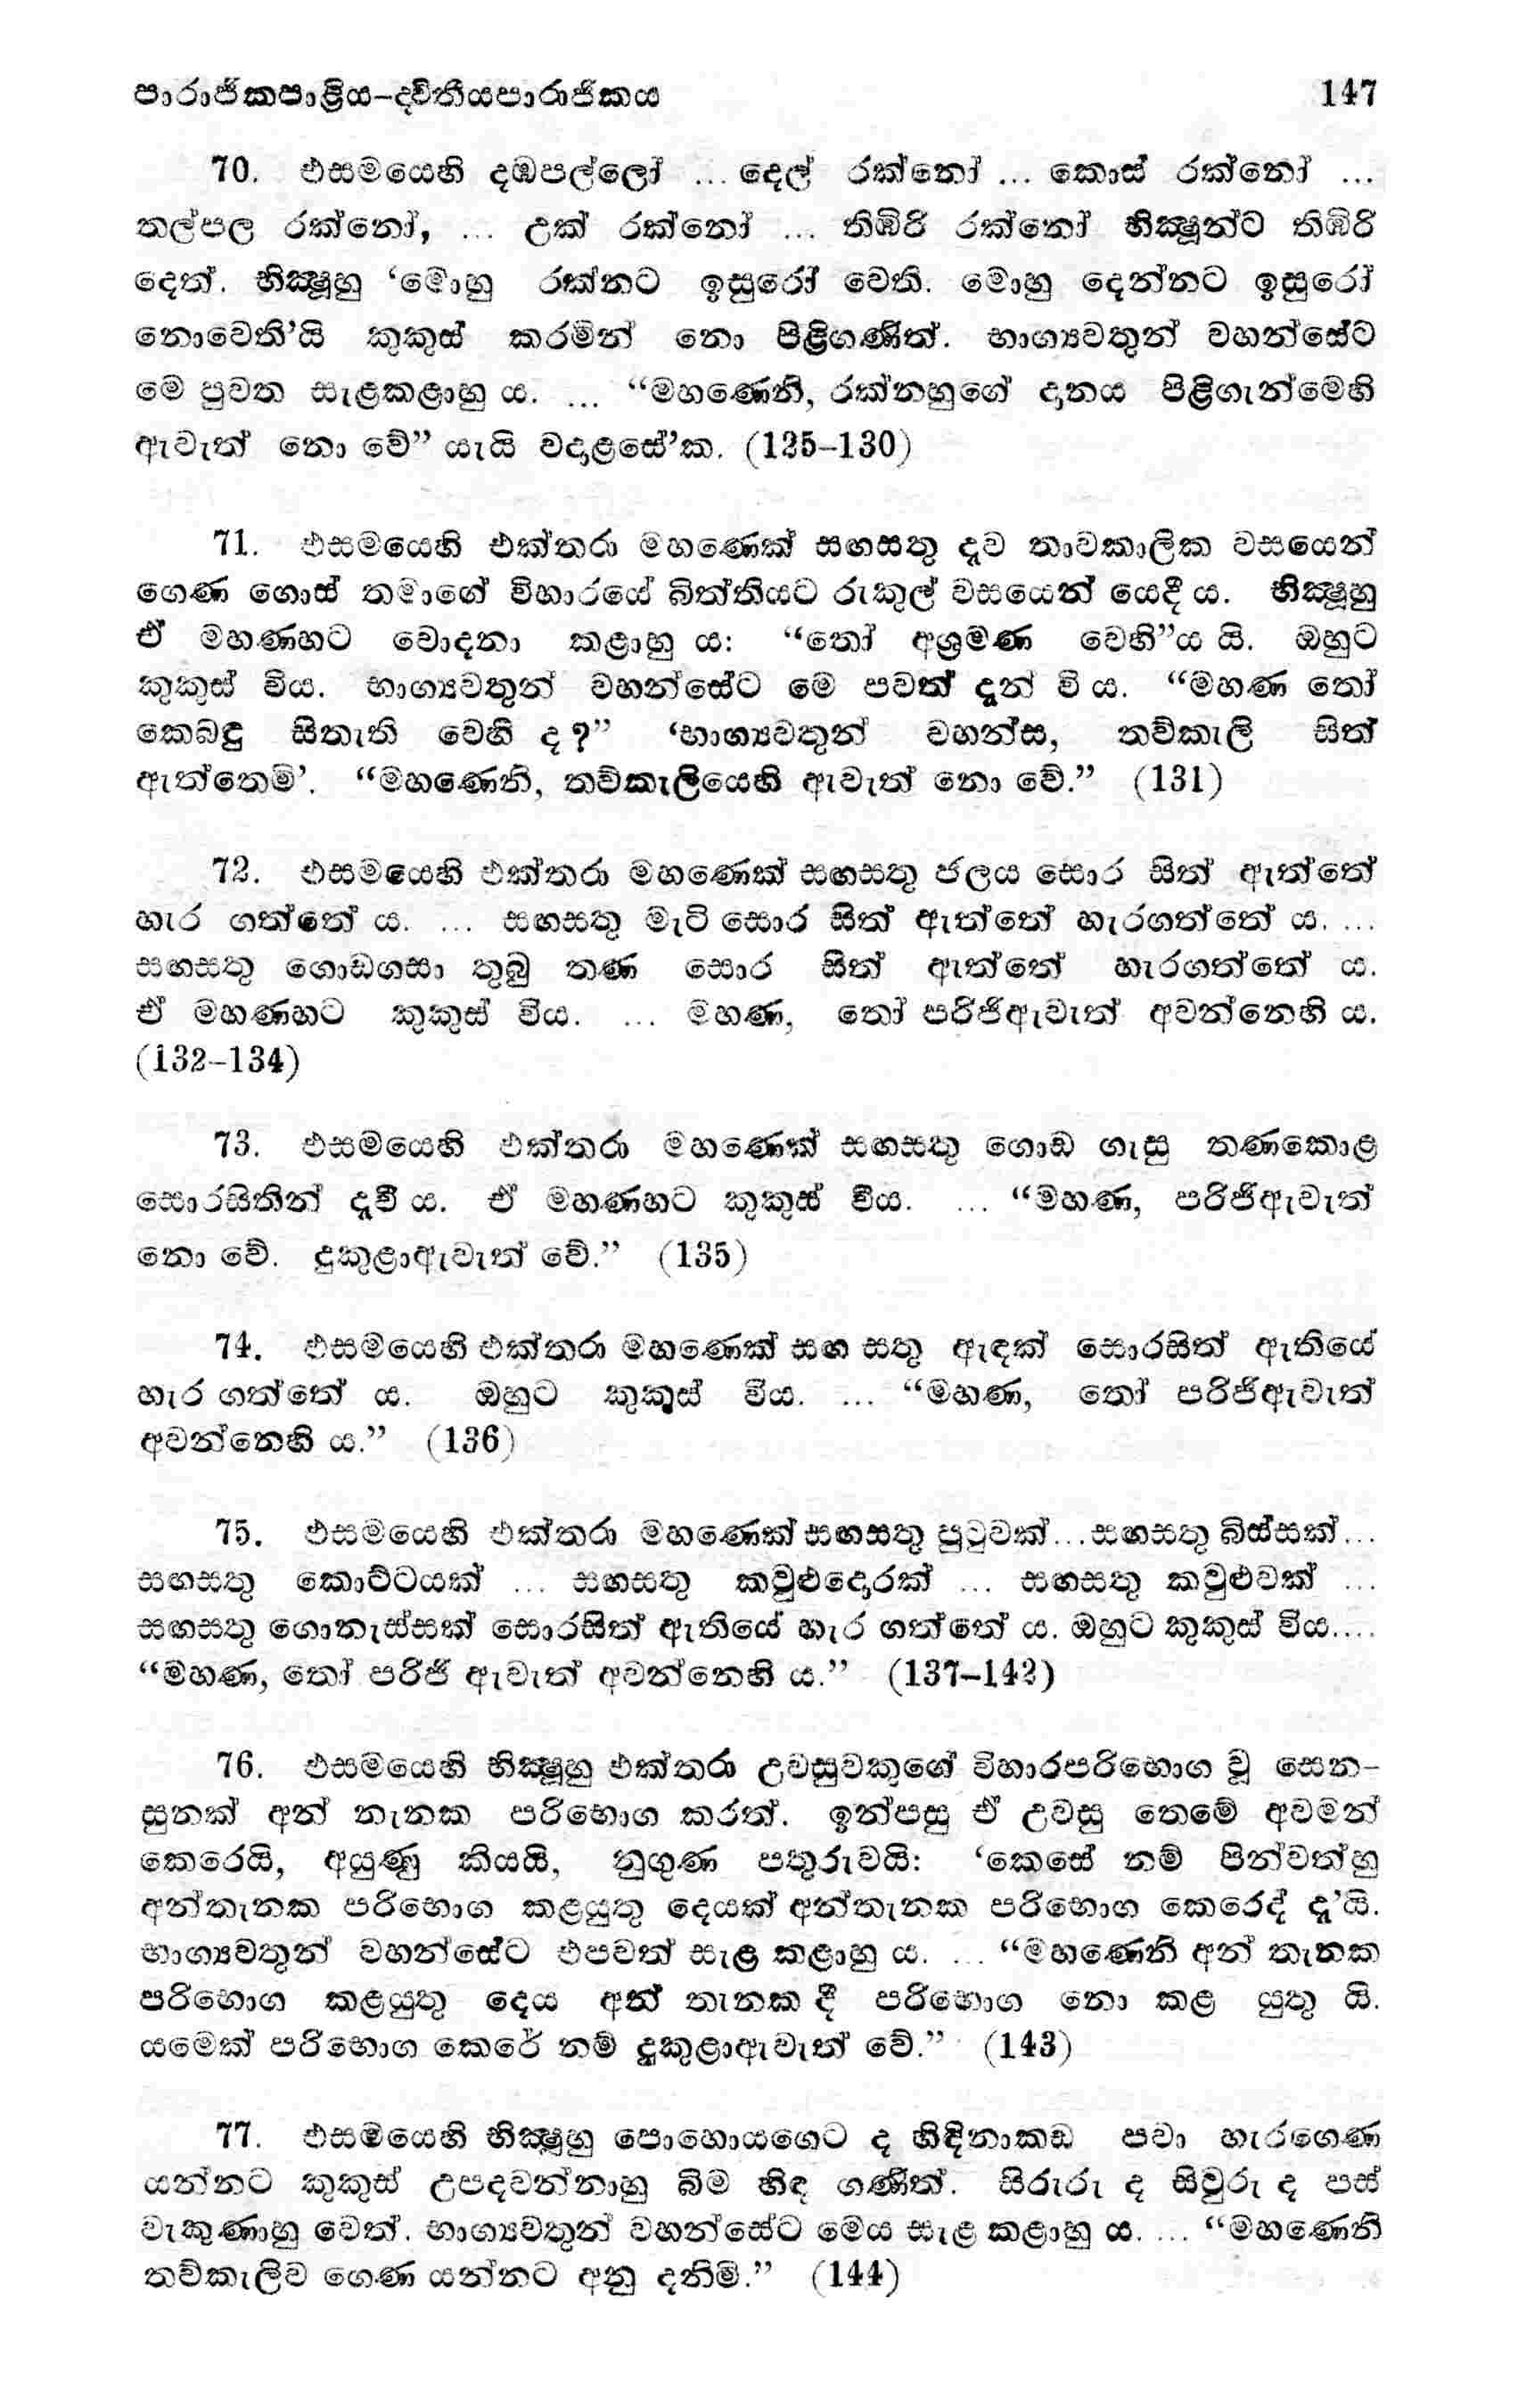 පාරාජිකපාළිය-ද්විතීයපාරාජිකය 147
70. එසමයෙහි දඹපල්ලෝ ... දෙල් රක්නෝ ... කොස් රක්නෝ ...
තල්පල රක්නෝ, ... උක් රක්නෝ ... තිඹිරි රක්නෝ භික්‍ෂූන්ට තිඹිරි
දෙත්. භික්‍ෂූහු ‘මොහු රක්නට ඉසුරෝ වෙති. මොහු දෙන්නට ඉසුරෝ
නොවෙති’යි කුකුස් කරමින් නො පිළිගණිත්. භාග්‍යවතුන් වහන්සේට
මෙ පුවත සැළකළාහු ය. ... “මහණෙනි, රක්නහුගේ දානය පිළිගැන්මෙහි
ඇවැත් නො වේ” යැයි වදාළසේ’ක. (125-130)
71. එසමයෙහි එක්තරා මහණෙක් සඟසතු දැව තාවකාලික වසයෙන්
ගෙණ ගොස් තමාගේ විහාරයේ බිත්තියට රුකුල් වසයෙන් යෙදී ය. භික්‍ෂූහු
ඒ මහණහට චොදනා කළාහු ය: “තෝ අශ්‍රමණ වෙහි”ය යි. ඔහුට
කුකුස් විය. භාග්‍යවතුන් වහන්සේට මෙ පවත් දැන් වි ය. “මහණ තෝ
කෙබඳු සිතැති වෙහි ද?” ‘භාග්‍යවතුන් වහන්ස, තව්කැලි සිත්
ඇත්තෙමි’. “මහණෙනි, තව්කැලියෙහි ඇවැත් නො වේ.” (131)
72. එසමයෙහි එක්තරා මහණෙක් සඟසතු ජලය සොර සිත් ඇත්තේ
හැර ගත්තේ ය. ... සඟසතු මැටි සොර සිත් ඇත්තේ හැරගත්තේ ය. ...
සඟසතු ගොඩගසා තුබු තණ සොර සිත් ඇත්තේ හැරගත්තේ ය.
ඒ මහණහට කුකුස් විය. ... මහණ, තෝ පරිජිඇවැත් අවන්නෙහි ය.
(132-134)
73. එසමයෙහි එක්තරා මහණෙක් සඟසතු ගොඩ ගැසු තණකොළ
සොරසිතින් දැවී ය. ඒ මහණහට කුකුස් විය. ... “මහණ, පරිජිඇවැත්
නො වේ. දුකුළාඇවැත් වේ.” (135)
74. එසමයෙහි එක්තරා මහණෙක් සඟ සතු ඇඳක් සොරසිත් ඇතියේ
හැර ගත්තේ ය. ඔහුට කුකුස් විය. ... “මහණ, තෝ පරිජිඇවැත්
අවන්නෙහි ය.” (136)
75. එසමයෙහි එක්තරා මහණෙක් සඟසතු පුටුවක්...සඟසතු බිස්සක්...
සඟසතු කොට්ටයක් ... සඟසතු කවුළුදොරක් ... සඟසතු කවුළුවක් ...
සඟසතු ගොනැස්සක් සොරසිත් ඇතියේ හැර ගත්තේ ය. ඔහුට කුකුස් විය....
“මහණ, තෝ පරිජි ඇවැත් අවන්නෙහි ය.” (137-142)
76. එසමයෙහි භික්‍ෂූහු එක්තරා උවසුවකුගේ විහාරපරිභොග වූ සෙන-
සුනක් අන් තැනක පරිභොග කරත්. ඉන්පසු ඒ උවසු තෙමේ අවමන්
කෙරෙයි, අයුණු කියයි, නුගුණ පතුරුවයි: ‘කෙසේ නම් පින්වත්හු
අන්තැනක පරිභොග කළයුතු දෙයක් අන්තැනක පරිභොග කෙරෙද් දැ’යි.
භාග්‍යවතුන් වහන්සේට එපවත් සැළ කළාහු ය. ... “මහණෙනි අන් තැනක
පරිභොග කළයුතු දෙය අන් තැනක දී පරිභොග නො කළ යුතු යි.
යමෙක් පරිභොග කෙරේ නම් දුකුළාඇවැත් වේ.” (143)
77. එසමයෙහි භික්‍ෂූහු පොහොයගෙට ද හිඳිනාකඩ පවා හැරගෙණ
යන්නට කුකුස් උපදවන්නාහු බිම හිඳ ගණිත්. සිරුරු ද සිවුරු ද පස්
වැකුණාහු වෙත්. භාග්‍යවතුන් වහන්සේට මෙය සැළ කළාහු ය. ... “මහණෙනි
තව්කැලිව ගෙණ යන්නට අනු දනිමි.” (144)